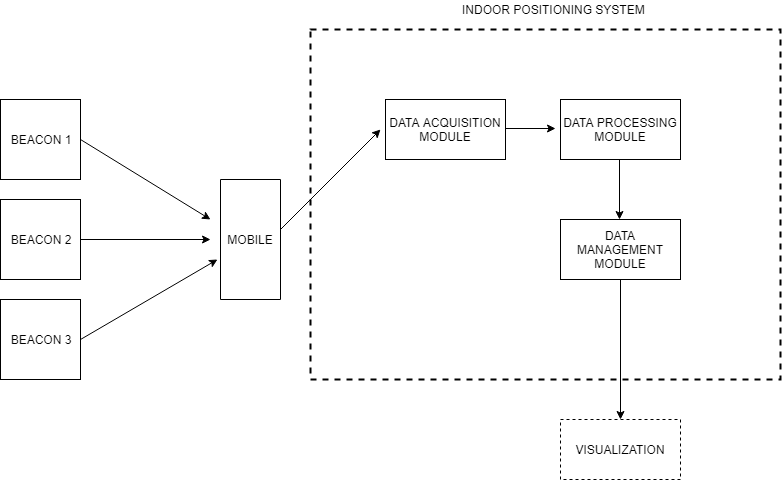 INDOOR POSITIONING SYSTEM
BEACON 1
BEACON 2
BEACON 3
MOBILE
DATA ACQUISITION
MODULE
DATA PROCESSING
MODULE
DATA
MANAGEMENT
MODULE
VISUALIZATION